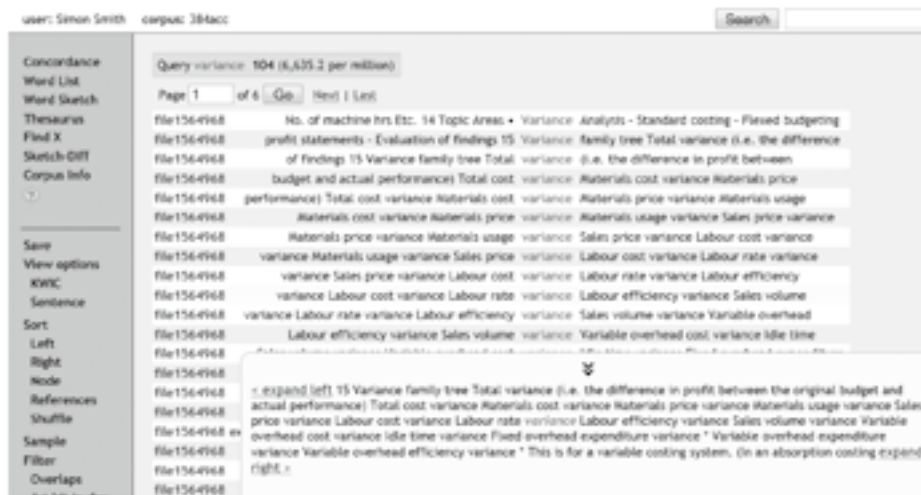 user: Simon Smith corpus: 384acc Search
Concordance
Word List
Word Sketch
Thesaurus
Find X
Sketch-Diff
Corpus Info
?
Save
View options
KWIC
Sentence
Sort
Left
Right
Node
References
Shuffle
Sample
Filter
Overlaps
Query variance 104 (6,635.2 per million)
Page 1 of 6 Go Next | Last
file1564968 No. of machine hrs Etc. 14 Topic Areas • Variance Analysis - Standard costing - Flexed budgeting
file1564968 profit statements - Evaluation of findings 15 Variance family tree Total variance (i.e. the difference
file1564968 of findings 15 Variance family tree Total variance (i.e. the difference in profit between
file1564968 budget and actual performance) Total cost variance Materials cost variance Materials price
file1564968 performance) Total cost variance Materials cost variance Materials price variance Materials usage
file1564968 Materials cost variance Materials price variance Materials usage variance Sales price variance
file1564968 Materials price variance Materials usage variance Sales price variance Labour cost variance
file1564968 variance Materials usage variance Sales price variance Labour cost variance Labour rate variance
file1564968 variance Sales price variance Labour cost variance Labour rate variance Labour efficiency
file1564968 variance Labour cost variance Labour rate variance Labour efficiency variance Sales volume
file1564968 variance Labour rate variance Labour efficiency variance Sales volume variance Variable overhead
file1564968 Labour efficiency variance Sales volume variance Variable overhead cost variance Idle time
file1564968
file1564968
file1564968
file1564968
file1564968 ex
file1564968
file1564968
file1564968
< expand left 15 Variance family tree Total variance (i.e. the difference in profit between the original budget and
actual performance) Total cost variance Materials cost variance Materials price variance Materials usage variance Sales
price variance Labour cost variance Labour rate variance Labour efficiency variance Sales volume variance Variable
overhead cost variance Idle time variance Fixed overhead expenditure variance * Variable overhead expenditure
variance Variable overhead efficiency variance * This is for a variable costing system. (In an absorption costing expand
right >